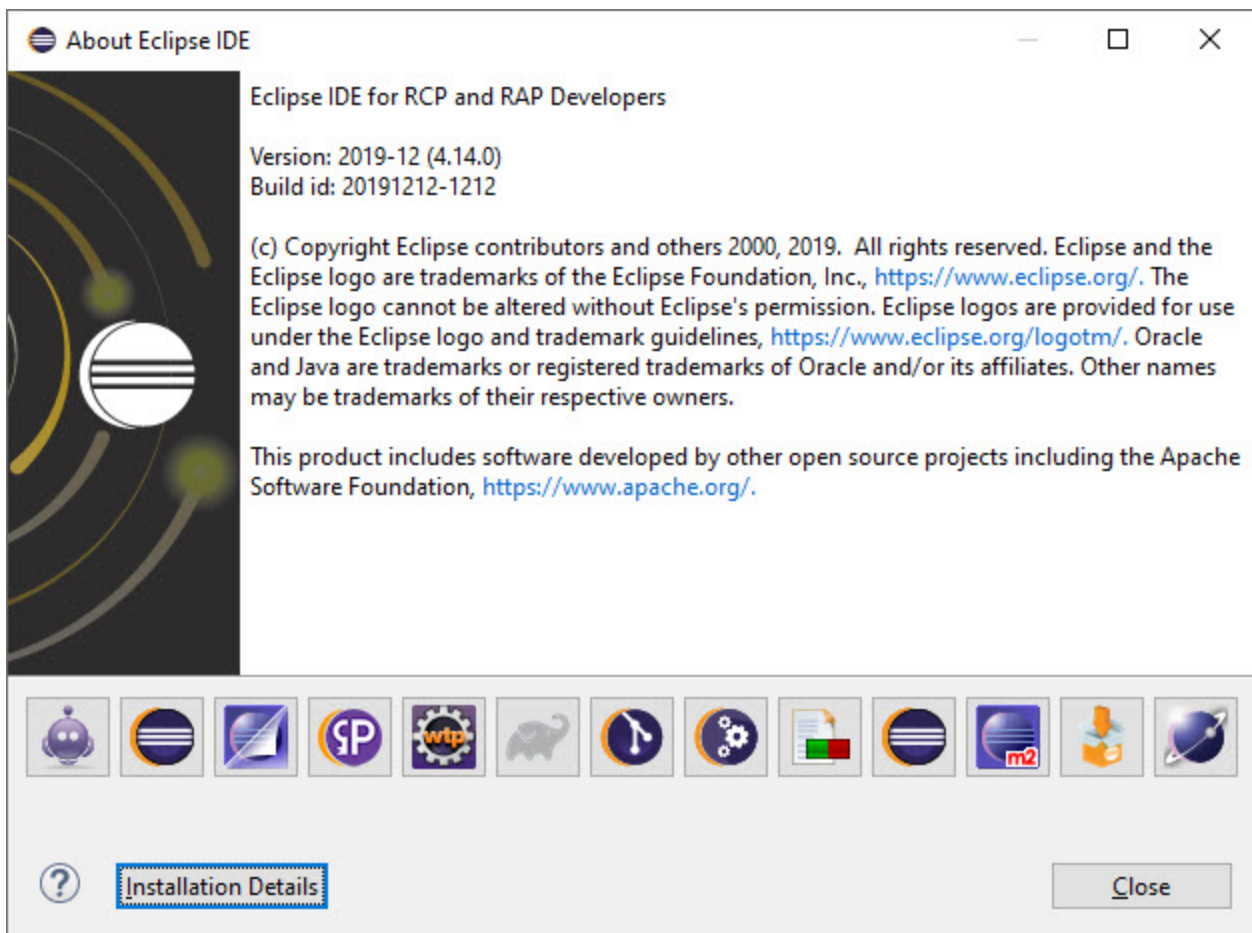 About Eclipse IDE
Eclipse IDE for RCP and RAP Developers
Version: 2019-12 (4.14.0)
Build id: 20191212-1212
(c) Copyright Eclipse contributors and others 2000, 2019.  All rights reserved. Eclipse and the
Eclipse logo are trademarks of the Eclipse Foundation, Inc., https://www.eclipse.org/. The
Eclipse logo cannot be altered without Eclipse's permission. Eclipse logos are provided for use
under the Eclipse logo and trademark guidelines, https://www.eclipse.org/logotm/. Oracle
and Java are trademarks or registered trademarks of Oracle and/or its affiliates. Other names
may be trademarks of their respective owners.
This product includes software developed by other open source projects including the Apache
Software Foundation, https://www.apache.org/.
wtp
m2
?
Installation Details
Close